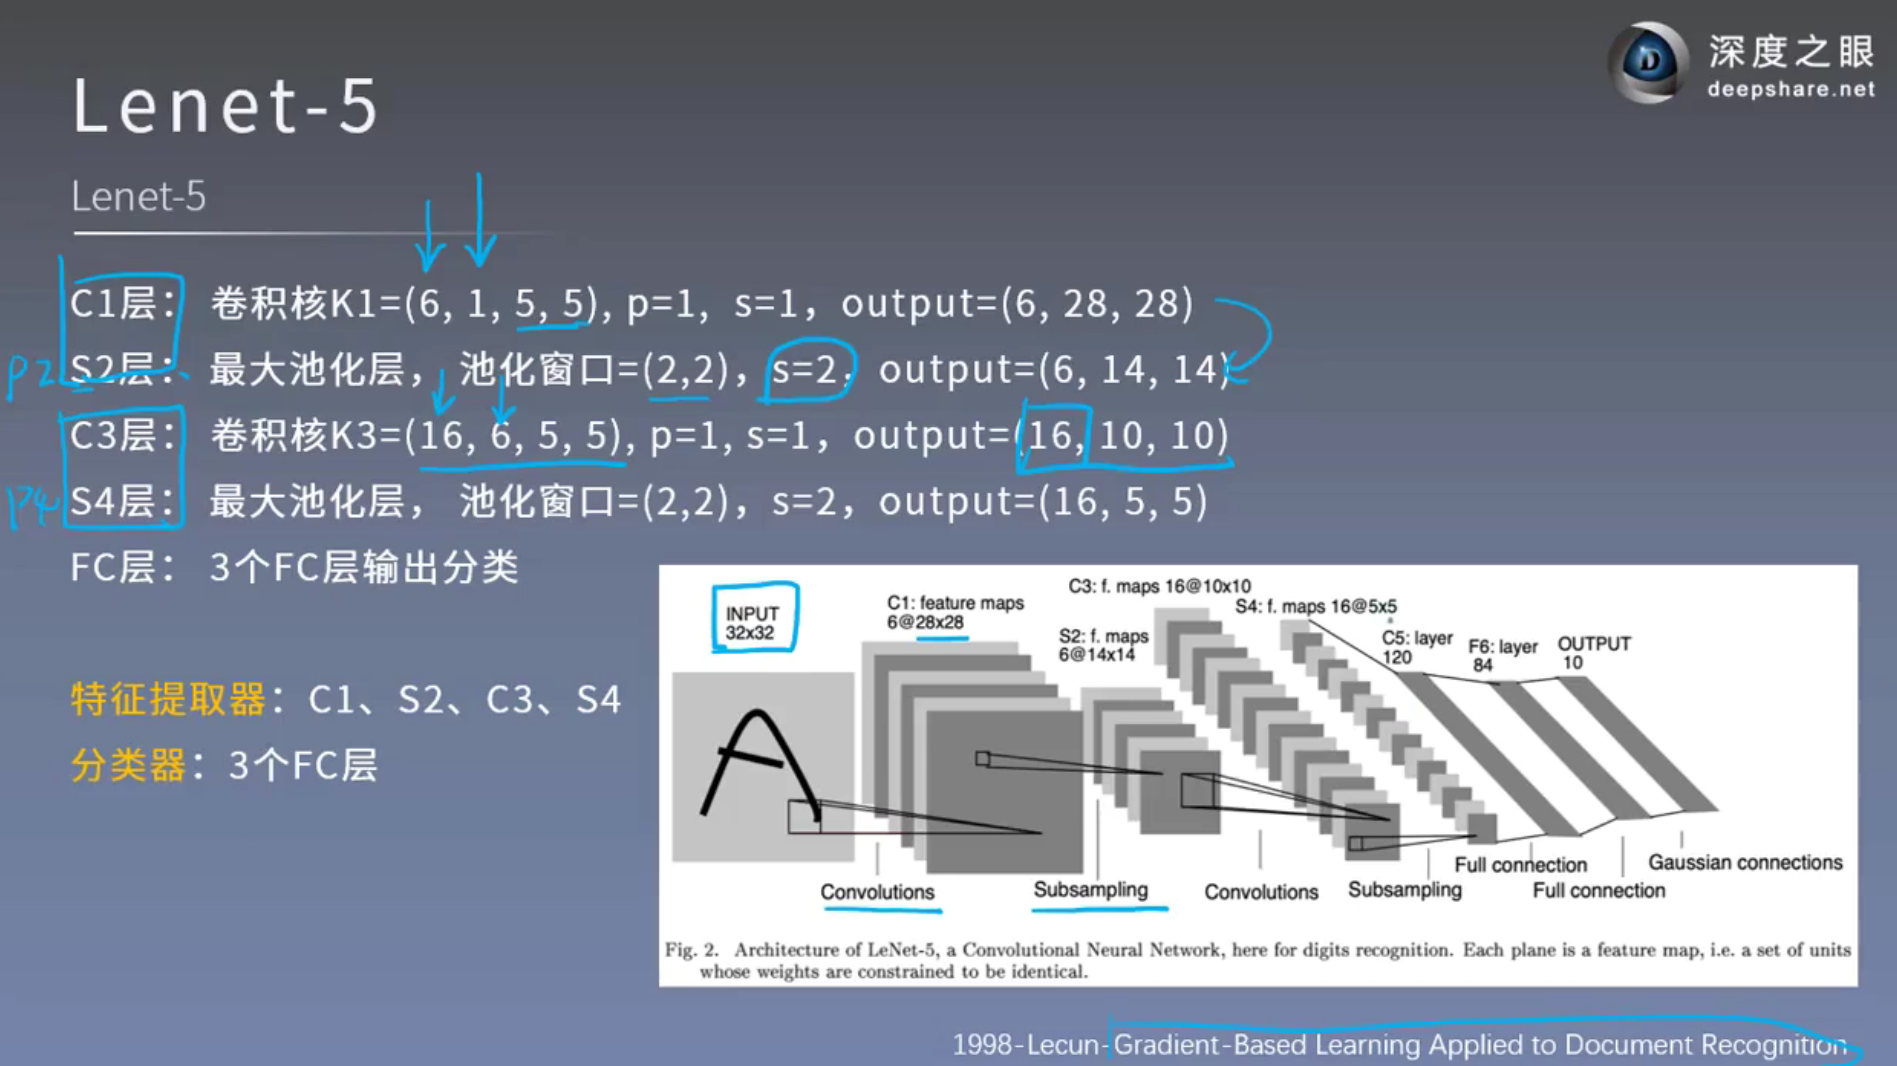 深度之眼
deepshare.net
Lenet-5
Lenet-5
C1层： 卷积核K1=(6, 1, 5, 5), p=1, s=1，output=(6, 28, 28)
P2 S2层： 最大池化层， 池化窗口=(2,2)，s=2，output=(6, 14, 14)
C3层： 卷积核K3=(16, 6, 5, 5), p=1, s=1，output=(16, 10, 10)
P4 S4层： 最大池化层， 池化窗口=(2,2)，s=2，output=(16, 5, 5)
FC层： 3个FC层输出分类
特征提取器：C1、S2、C3、S4
分类器：3个FC层
INPUT
32x32
C1: feature maps
6@28x28
S2: f. maps
6@14x14
C3: f. maps 16@10x10
S4: f. maps 16@5x5
C5: layer
120
F6: layer
84
OUTPUT
10
Convolutions
Subsampling
Convolutions
Subsampling
Full connection
Full connection
Gaussian connections
Fig. 2. Architecture of LeNet-5, a Convolutional Neural Network, here for digits recognition. Each plane is a feature map, i.e. a set of units
whose weights are constrained to be identical.
1998-Lecun-Gradient-Based Learning Applied to Document Recognition